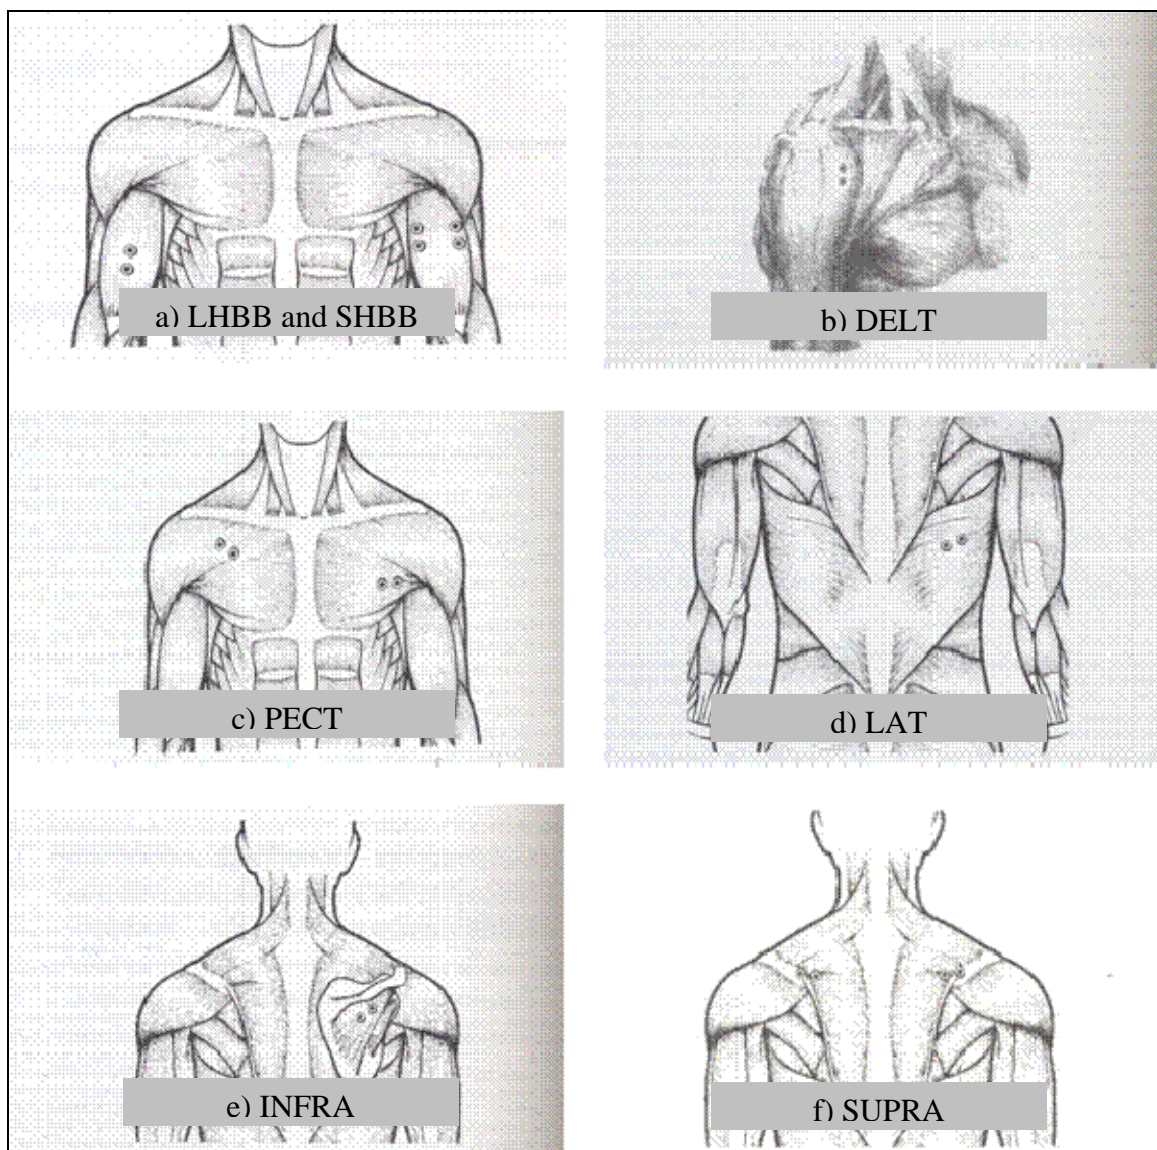 a) LHBB and SHBB
b) DELT
c) PECT
d) LAT
e) INFRA
f) SUPRA